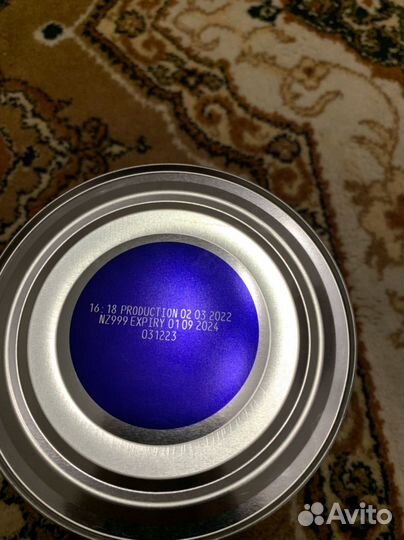 16:18 PRODUCTION 02 03 2022
NZ999 EXPIRY 01 09 2024
031223
Avito